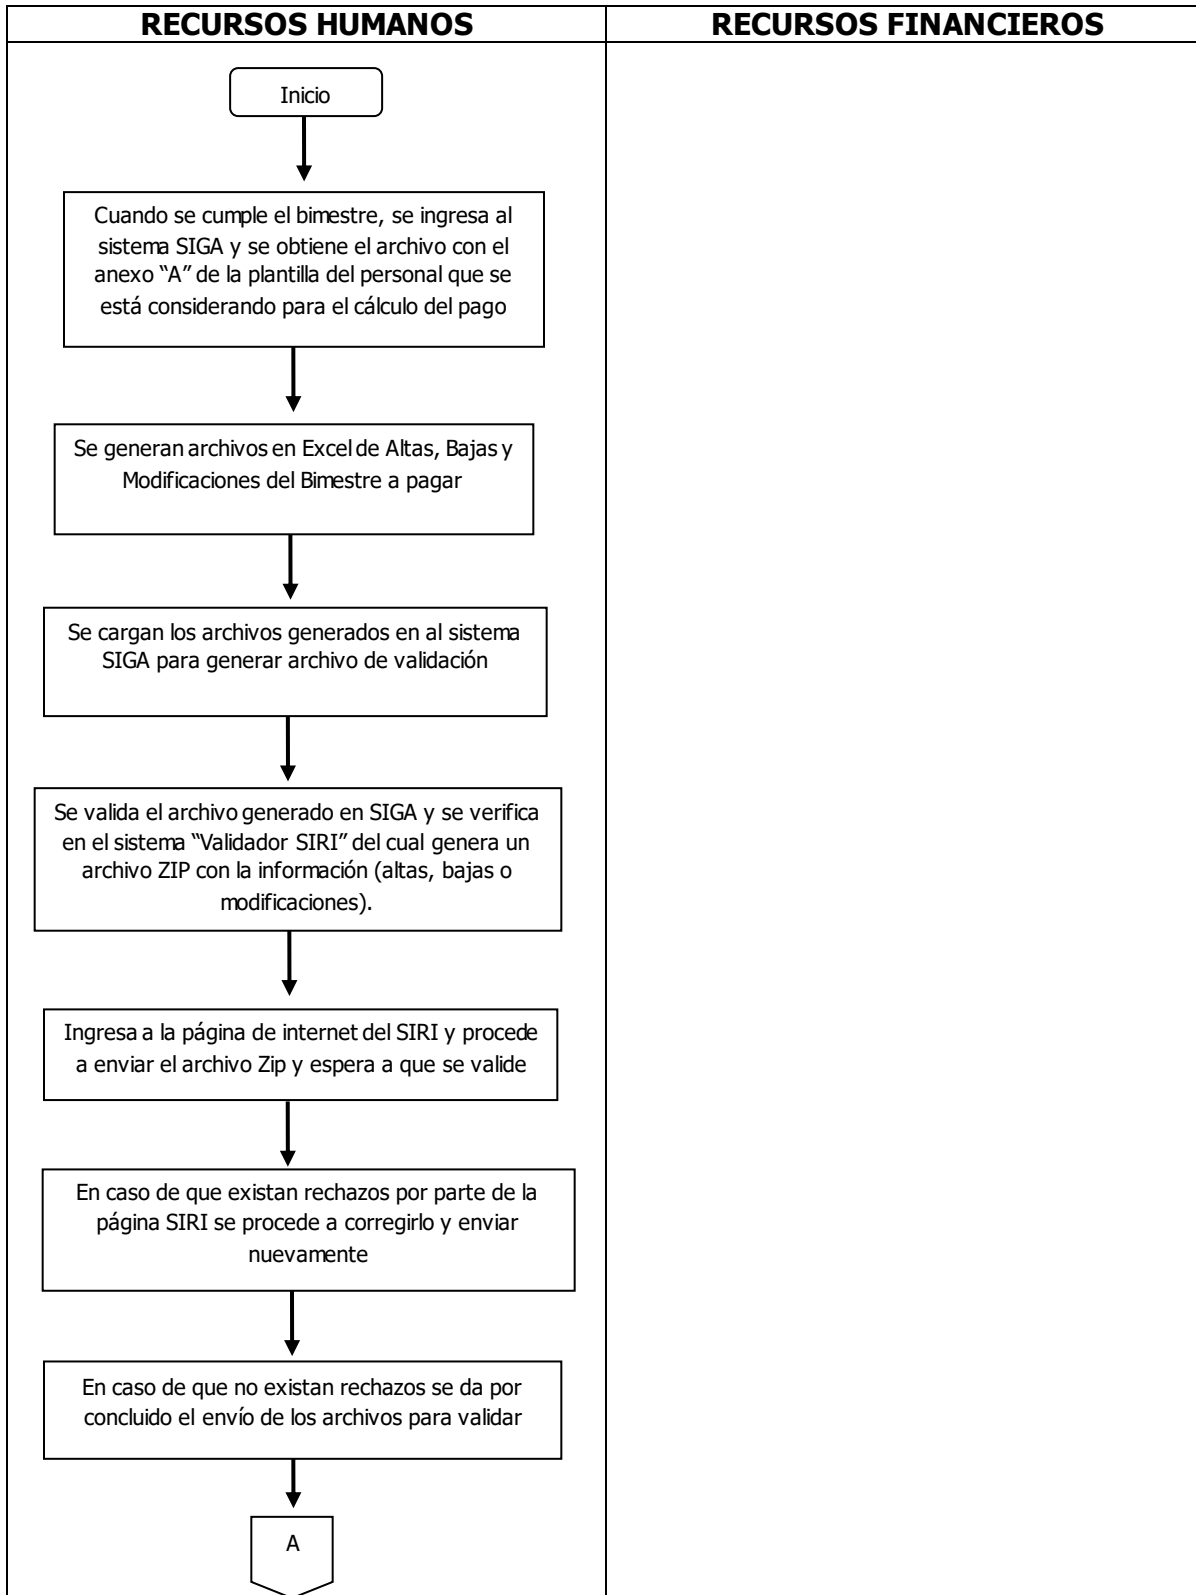 RECURSOS HUMANOS
RECURSOS FINANCIEROS
Inicio
Cuando se cumple el bimestre, se ingresa al
sistema SIGA y se obtiene el archivo con el
anexo “A” de la plantilla del personal que se
está considerando para el cálculo del pago
Se generan archivos en Excel de Altas, Bajas y
Modificaciones del Bimestre a pagar
Se cargan los archivos generados en al sistema
SIGA para generar archivo de validación
Se valida el archivo generado en SIGA y se verifica
en el sistema “Validador SIRI” del cual genera un
archivo ZIP con la información (altas, bajas o
modificaciones).
Ingresa a la página de internet del SIRI y procede
a enviar el archivo Zip y espera a que se valide
En caso de que existan rechazos por parte de la
página SIRI se procede a corregirlo y enviar
nuevamente
En caso de que no existan rechazos se da por
concluido el envío de los archivos para validar
A